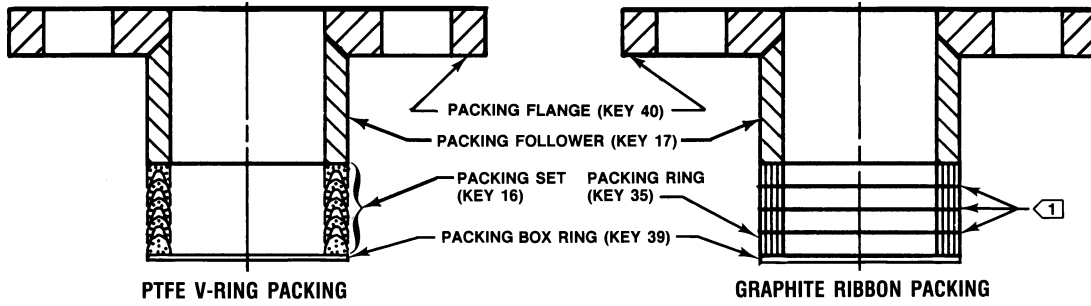 PACKING FLANGE (KEY 40)
PACKING FOLLOWER (KEY 17)
PACKING SET
(KEY 16)
PACKING RING
(KEY 35)
1
PACKING BOX RING (KEY 39)
PTFE V-RING PACKING
GRAPHITE RIBBON PACKING